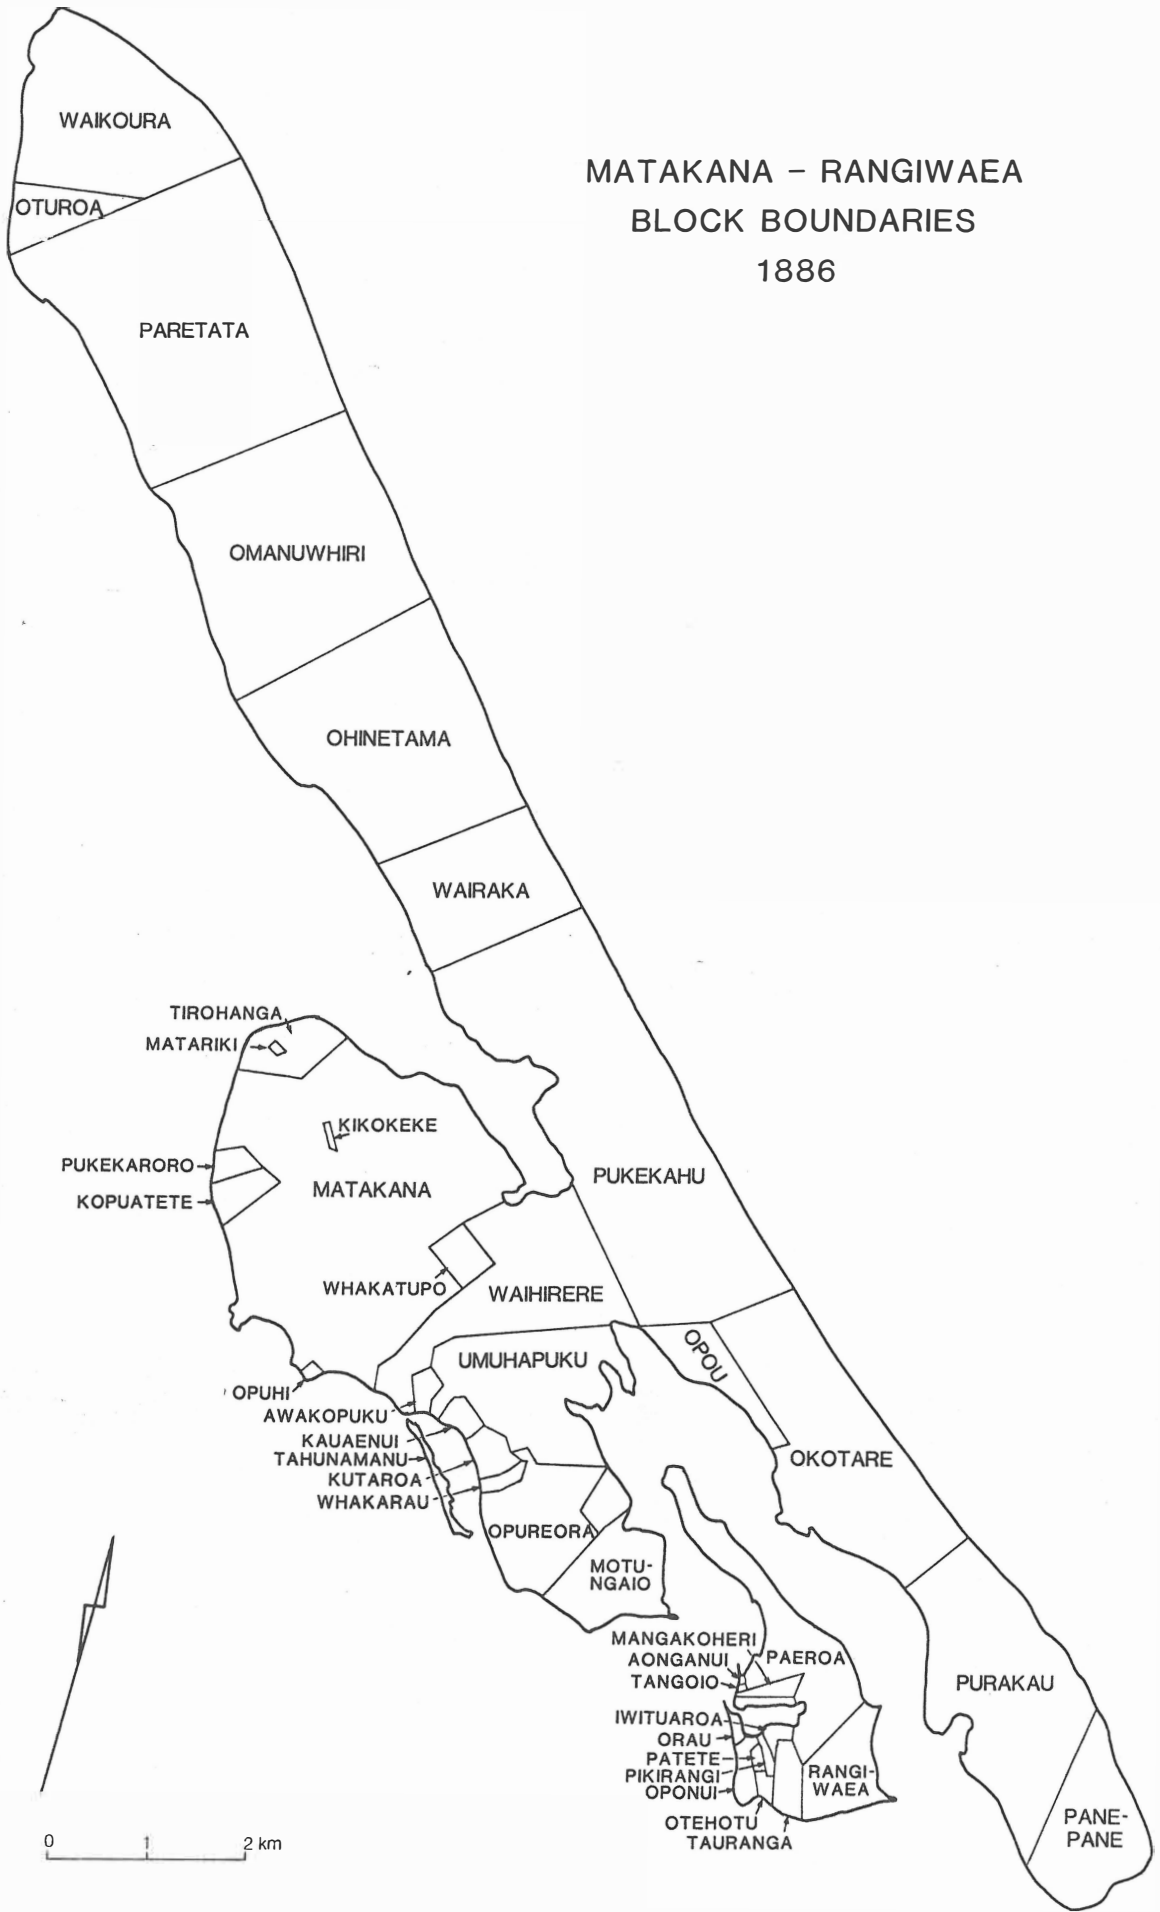 MATAKANA – RANGIWAEA
BLOCK BOUNDARIES
1886
WAIKOURA
OTUROA
PARETATA
OMANUWHIRI
OHINETAMA
WAIRAKA
TIROHANGA
MATARIKI
KIKOKEKE
PUKEKARORO
MATAKANA
KOPUATETE
PUKEKAHU
WHAKATUPO
WAIHIRERE
OPOU
UMUHAPUKU
OPUHI
AWAKOPUKU
KAUAENUI
TAHUNAMANU
KUTAROA
WHAKARAU
OKOTARE
OPUREORA
MOTU-
NGAIO
MANGAKOHERI
AONGANUI
PAEROA
TANGOIO
PURAKAU
IWITUAROA
ORAU
PATETE
PIKIRANGI
OPONUI
RANGI-
WAEA
OTEHOTU
TAURANGA
PANE-
PANE
0 1 2 km